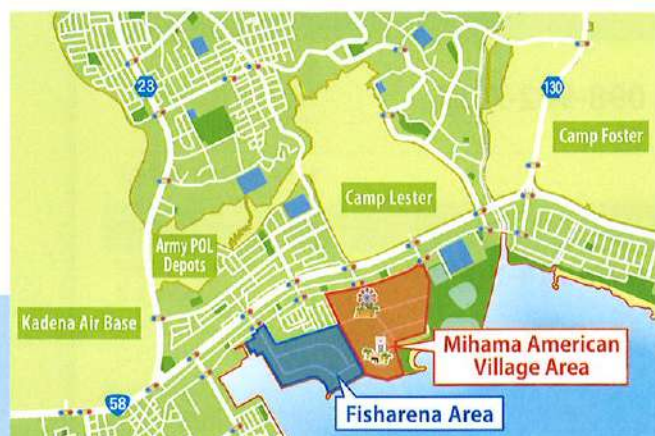 23
130
Camp Foster
Camp Lester
Army POL
Depots
Kadena Air Base
Mihama American
Village Area
58
Fisharena Area